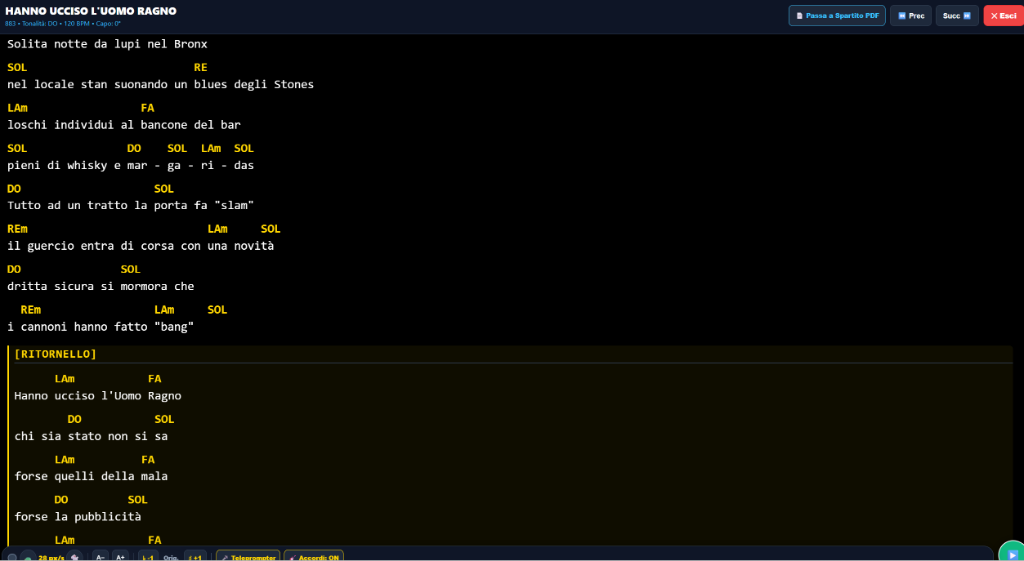 HANNO UCCISO L'UOMO RAGNO
883 • Tonalità: DO • 120 BPM • Capo: 0°
Passa a Spartito PDF
Prec
Succ
Esci
Solita notte da lupi nel Bronx
SOL RE
nel locale stan suonando un blues degli Stones
LAm FA
loschi individui al bancone del bar
SOL DO SOL LAm SOL
pieni di whisky e mar - ga - ri - das
DO SOL
Tutto ad un tratto la porta fa "slam"
REm LAm SOL
il guercio entra di corsa con una novità
DO SOL
dritta sicura si mormora che
REm LAm SOL
i cannoni hanno fatto "bang"
[RITORNELLO]
LAm FA
Hanno ucciso l'Uomo Ragno
DO SOL
chi sia stato non si sa
LAm FA
forse quelli della mala
DO SOL
forse la pubblicità
LAm FA
28 px/s A- A+ -1 Orig. +1 Teleprompter Accordi: ON